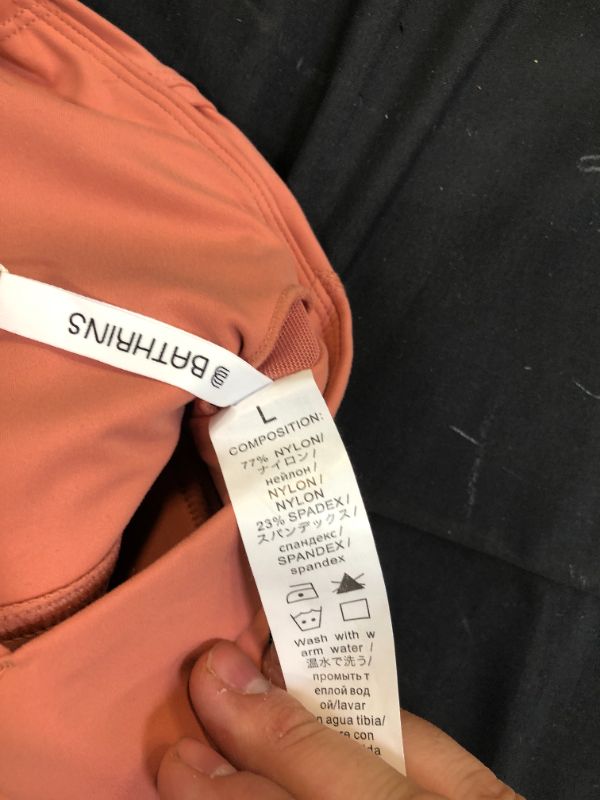 BATHRINS
L
COMPOSITION:
77% NYLON/
ナイロン/
нейлон/
NYLON/
NYLON
23% SPADEX/
スパンデックス/
спандекс/
SPANDEX/
spandex
Wash with w
arm water /
温水で洗う/
промыть т
еплой вод
ой/lavar
agua tibia/
con